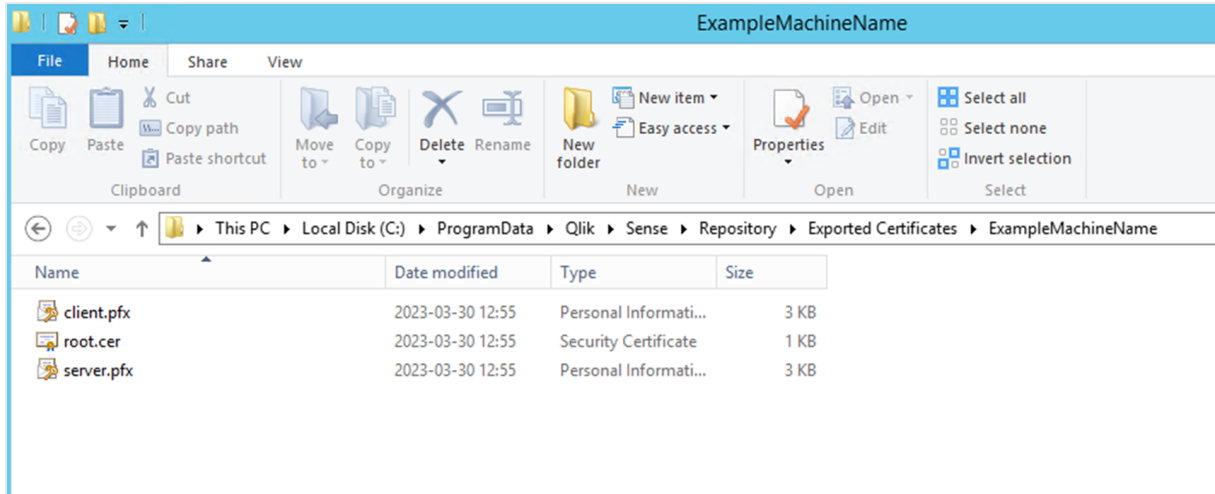 ExampleMachineName
File Home Share View
Copy
Paste
Cut
Copy path
Paste shortcut
Clipboard
Move to
Copy to
Delete
Rename
Organize
New folder
New item
Easy access
New
Properties
Open
Edit
Open
Select all
Select none
Invert selection
Select
This PC Local Disk (C:) ProgramData Qlik Sense Repository Exported Certificates ExampleMachineName
Name Date modified Type Size
client.pfx 2023-03-30 12:55 Personal Informati... 3 KB
root.cer 2023-03-30 12:55 Security Certificate 1 KB
server.pfx 2023-03-30 12:55 Personal Informati... 3 KB